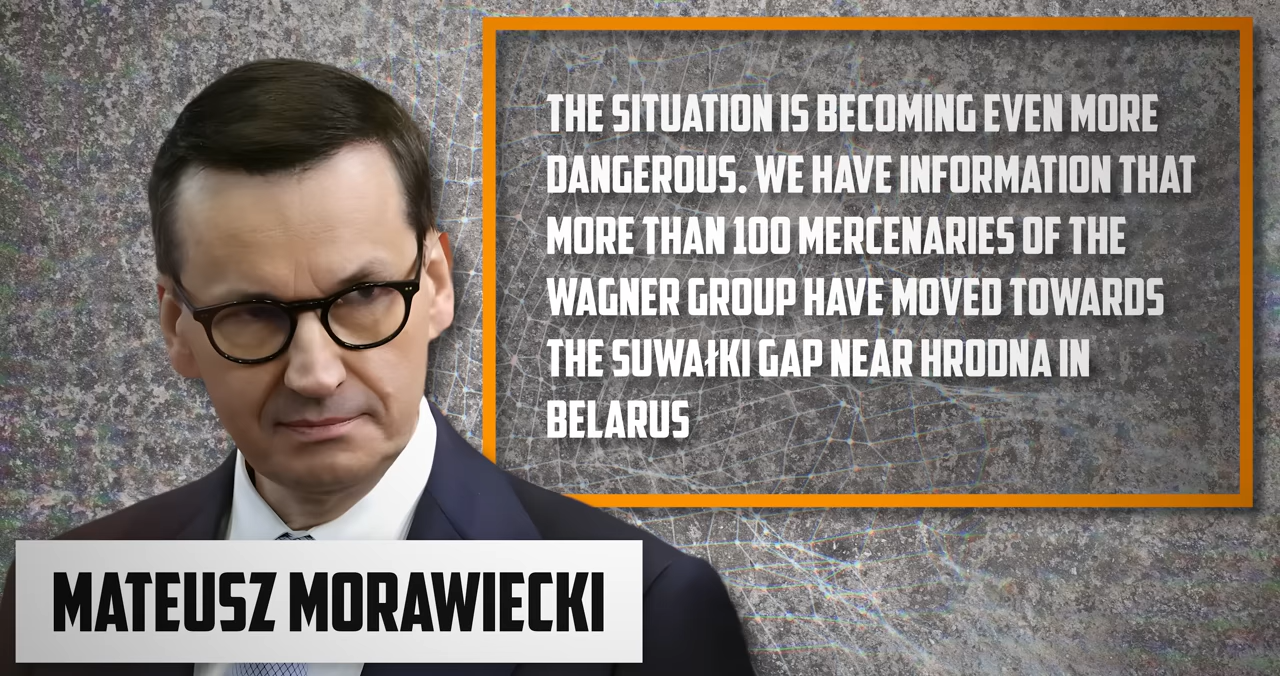 THE SITUATION IS BECOMING EVEN MORE
DANGEROUS. WE HAVE INFORMATION THAT
MORE THAN 100 MERCENARIES OF THE
WAGNER GROUP HAVE MOVED TOWARDS
THE SUWAłKI GAP NEAR HRODNA IN
BELARUS
MATEUSZ MORAWIECKI